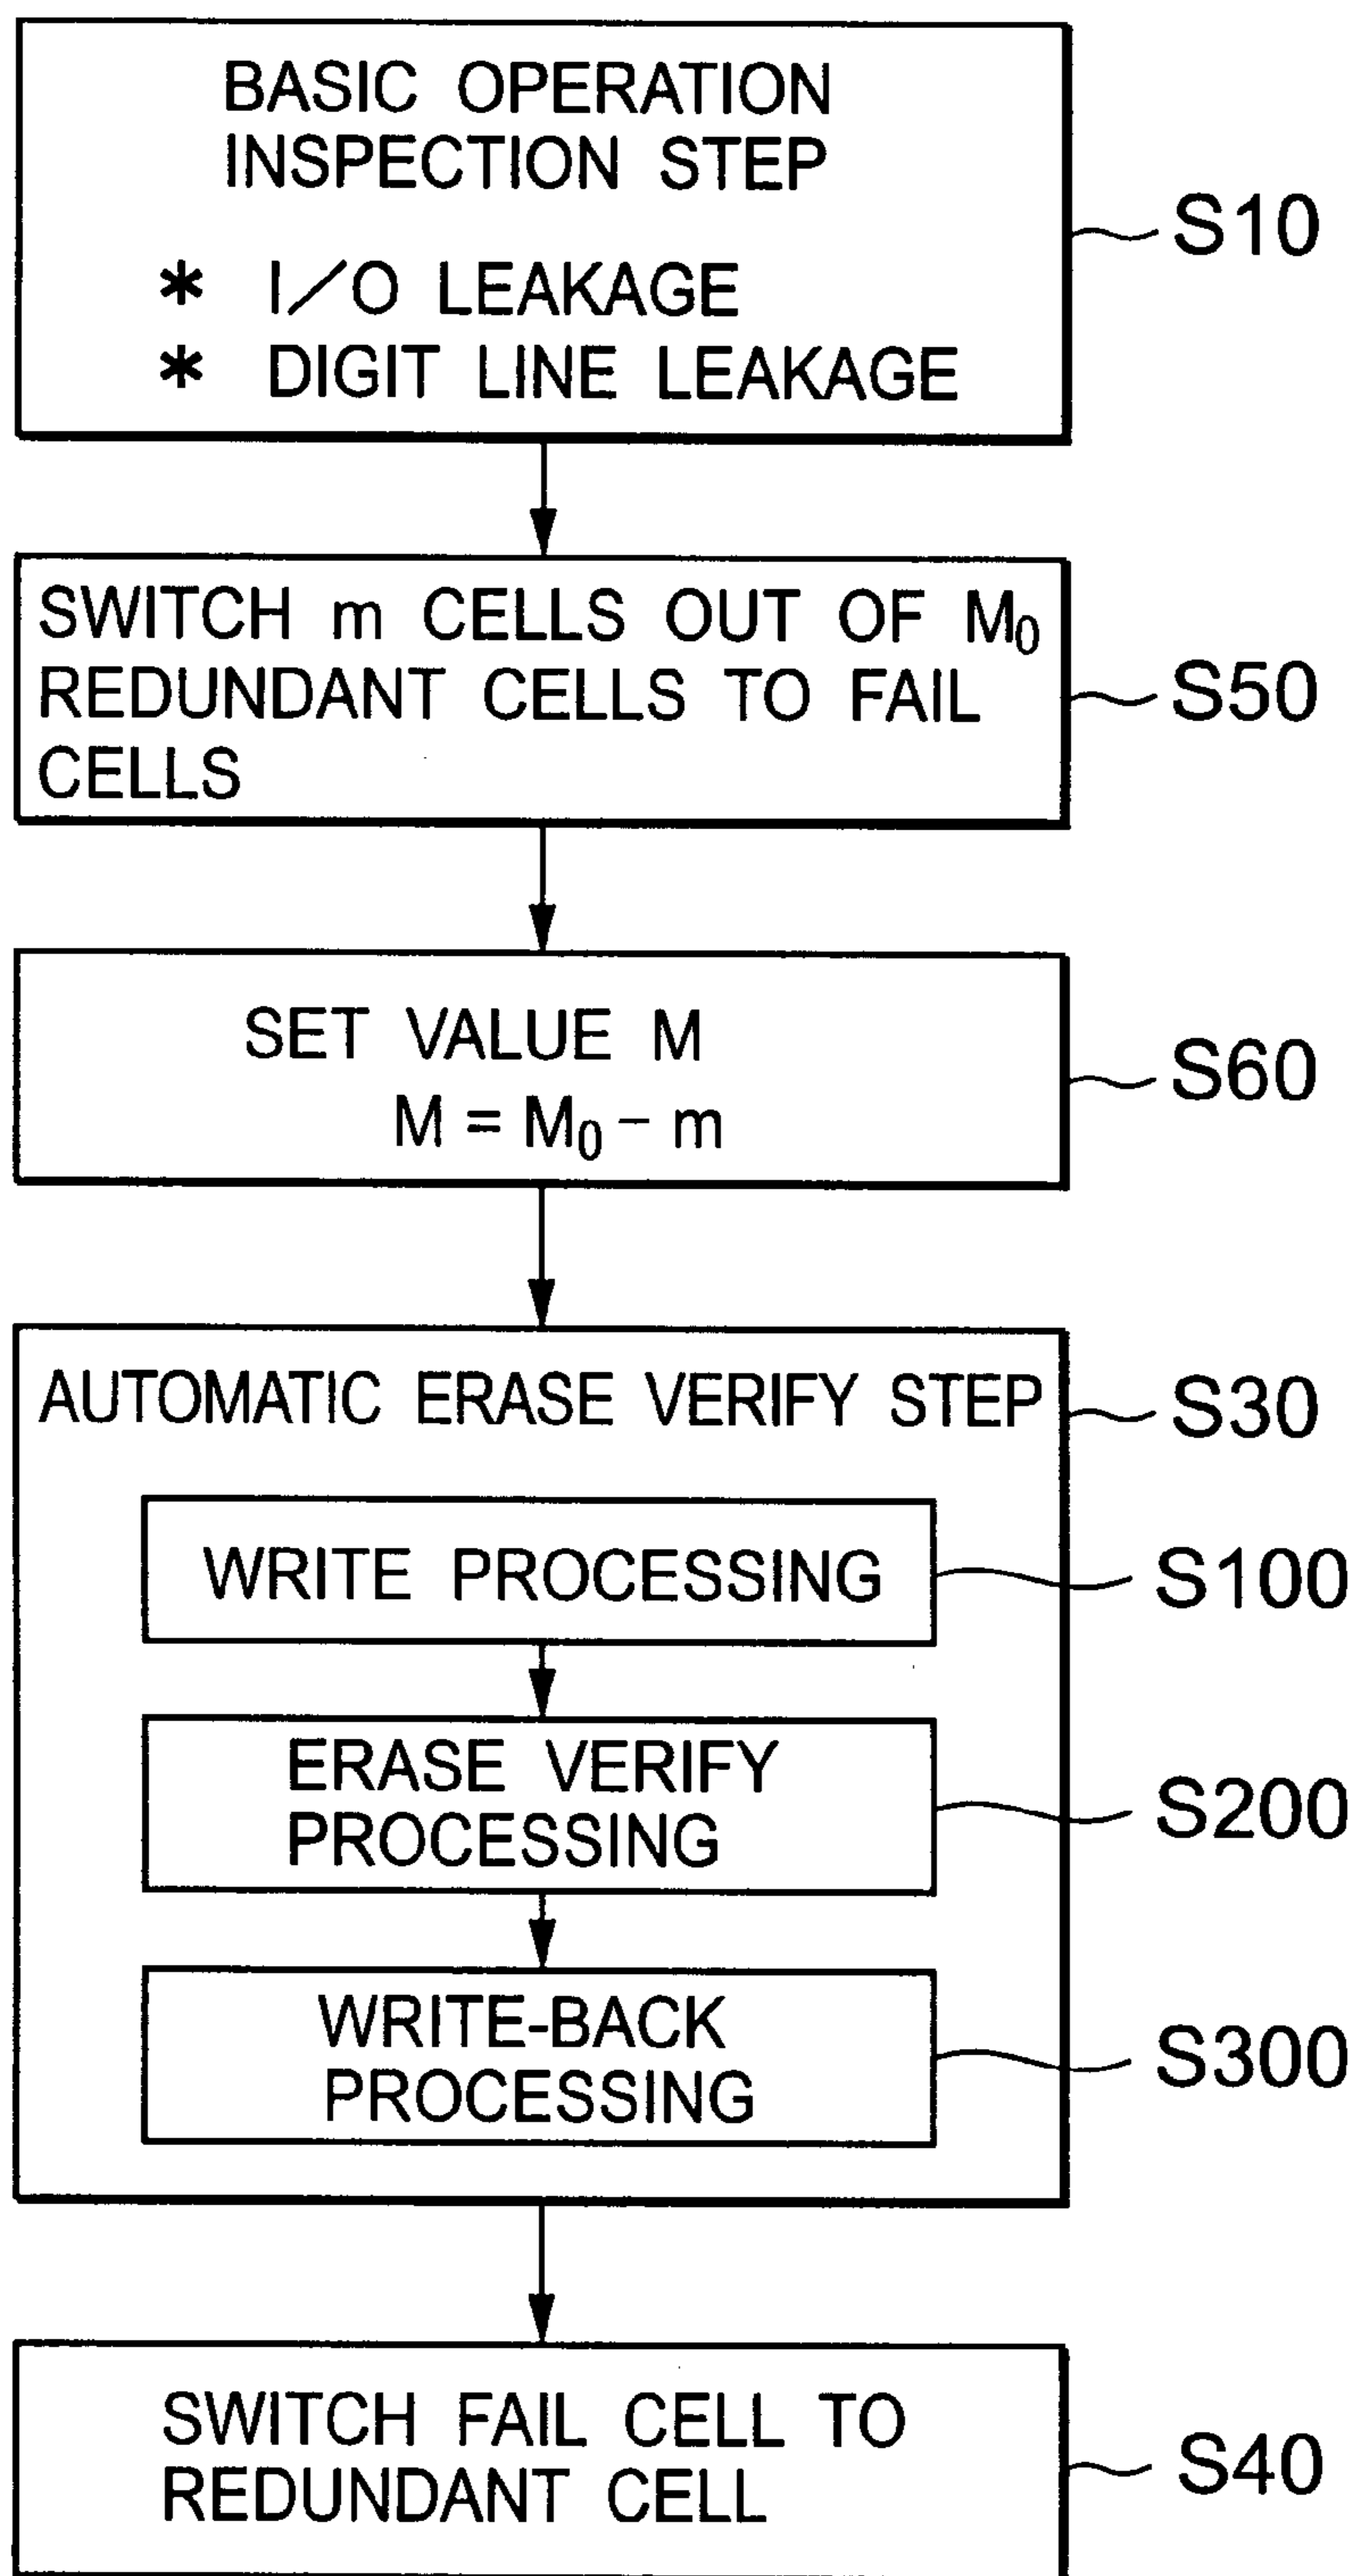 BASIC OPERATION
INSPECTION STEP
* I/O LEAKAGE
* DIGIT LINE LEAKAGE
S10
SWITCH m CELLS OUT OF M₀
REDUNDANT CELLS TO FAIL
CELLS
S50
SET VALUE M
M = M₀ – m
S60
AUTOMATIC ERASE VERIFY STEP
S30
WRITE PROCESSING
S100
ERASE VERIFY
PROCESSING
S200
WRITE-BACK
PROCESSING
S300
SWITCH FAIL CELL TO
REDUNDANT CELL
S40